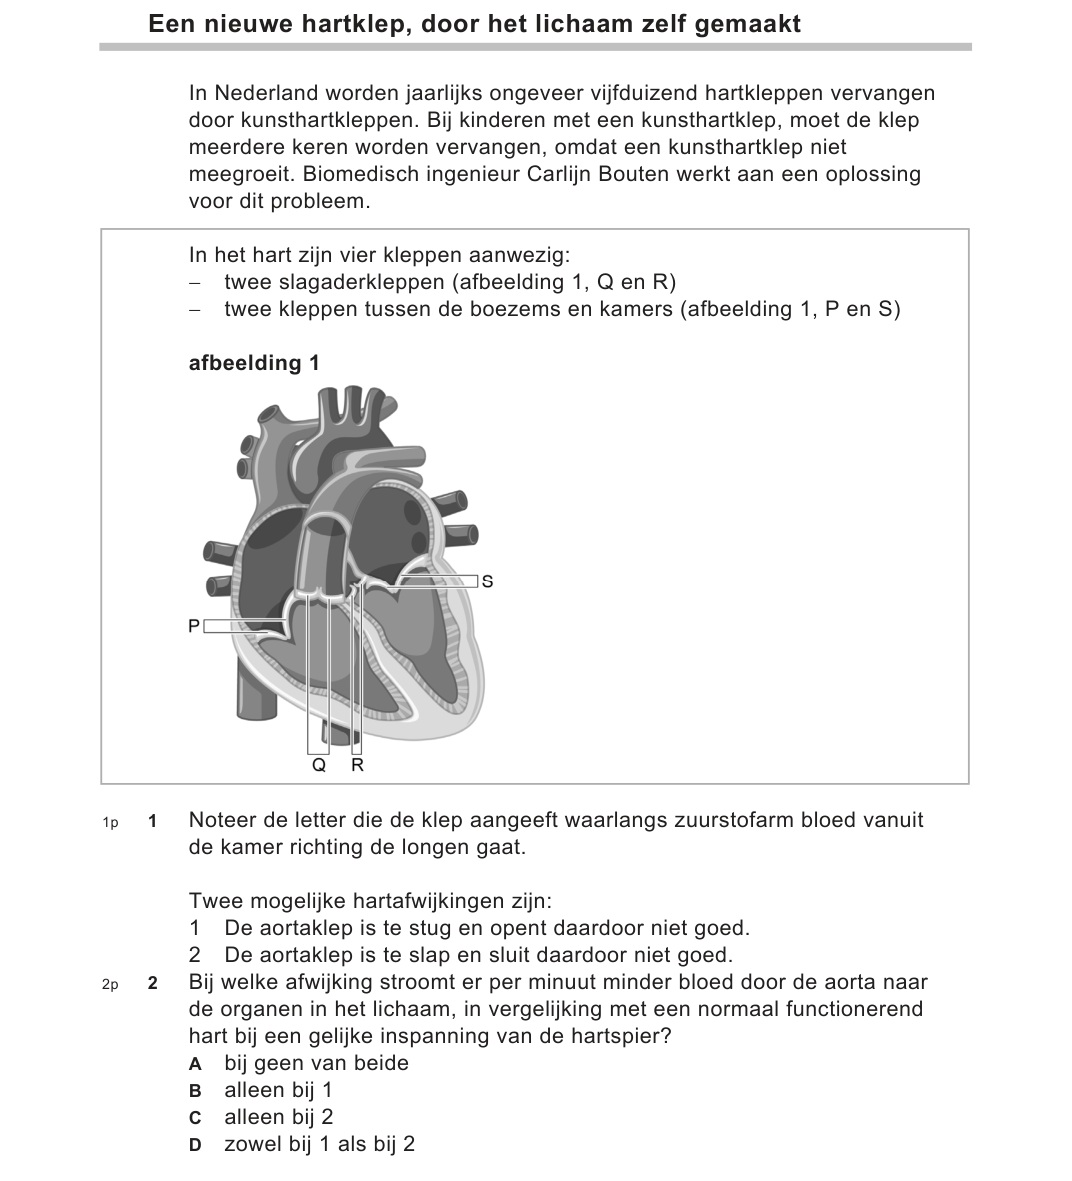 Een nieuwe hartklep, door het lichaam zelf gemaakt
In Nederland worden jaarlijks ongeveer vijfduizend hartkleppen vervangen
door kunsthartkleppen. Bij kinderen met een kunsthartklep, moet de klep
meerdere keren worden vervangen, omdat een kunsthartklep niet
meegroeit. Biomedisch ingenieur Carlijn Bouten werkt aan een oplossing
voor dit probleem.
In het hart zijn vier kleppen aanwezig:
– twee slagaderkleppen (afbeelding 1, Q en R)
– twee kleppen tussen de boezems en kamers (afbeelding 1, P en S)
afbeelding 1
S
P
Q R
1p 1 Noteer de letter die de klep aangeeft waarlangs zuurstofarm bloed vanuit
de kamer richting de longen gaat.
Twee mogelijke hartafwijkingen zijn:
1 De aortaklep is te stug en opent daardoor niet goed.
2 De aortaklep is te slap en sluit daardoor niet goed.
2p 2 Bij welke afwijking stroomt er per minuut minder bloed door de aorta naar
de organen in het lichaam, in vergelijking met een normaal functionerend
hart bij een gelijke inspanning van de hartspier?
A bij geen van beide
B alleen bij 1
C alleen bij 2
D zowel bij 1 als bij 2